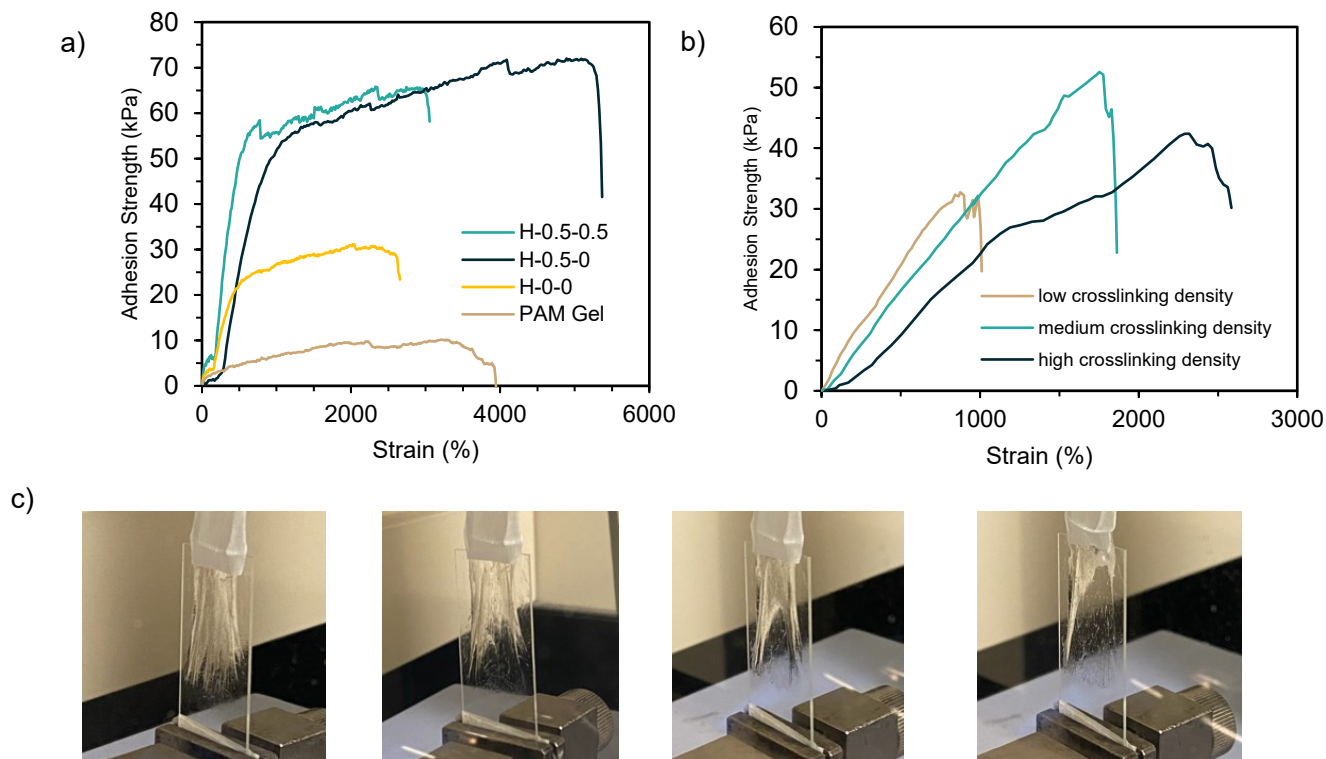 a)
Adhesion Strength (kPa)
80
70
60
50
40
30
20
10
0
H-0.5-0.5
H-0.5-0
H-0-0
PAM Gel
0
2000
4000
6000
Strain (%)
b)
Adhesion Strength (kPa)
60
50
40
30
20
10
0
low crosslinking density
medium crosslinking density
high crosslinking density
0
1000
2000
3000
Strain (%)
c)